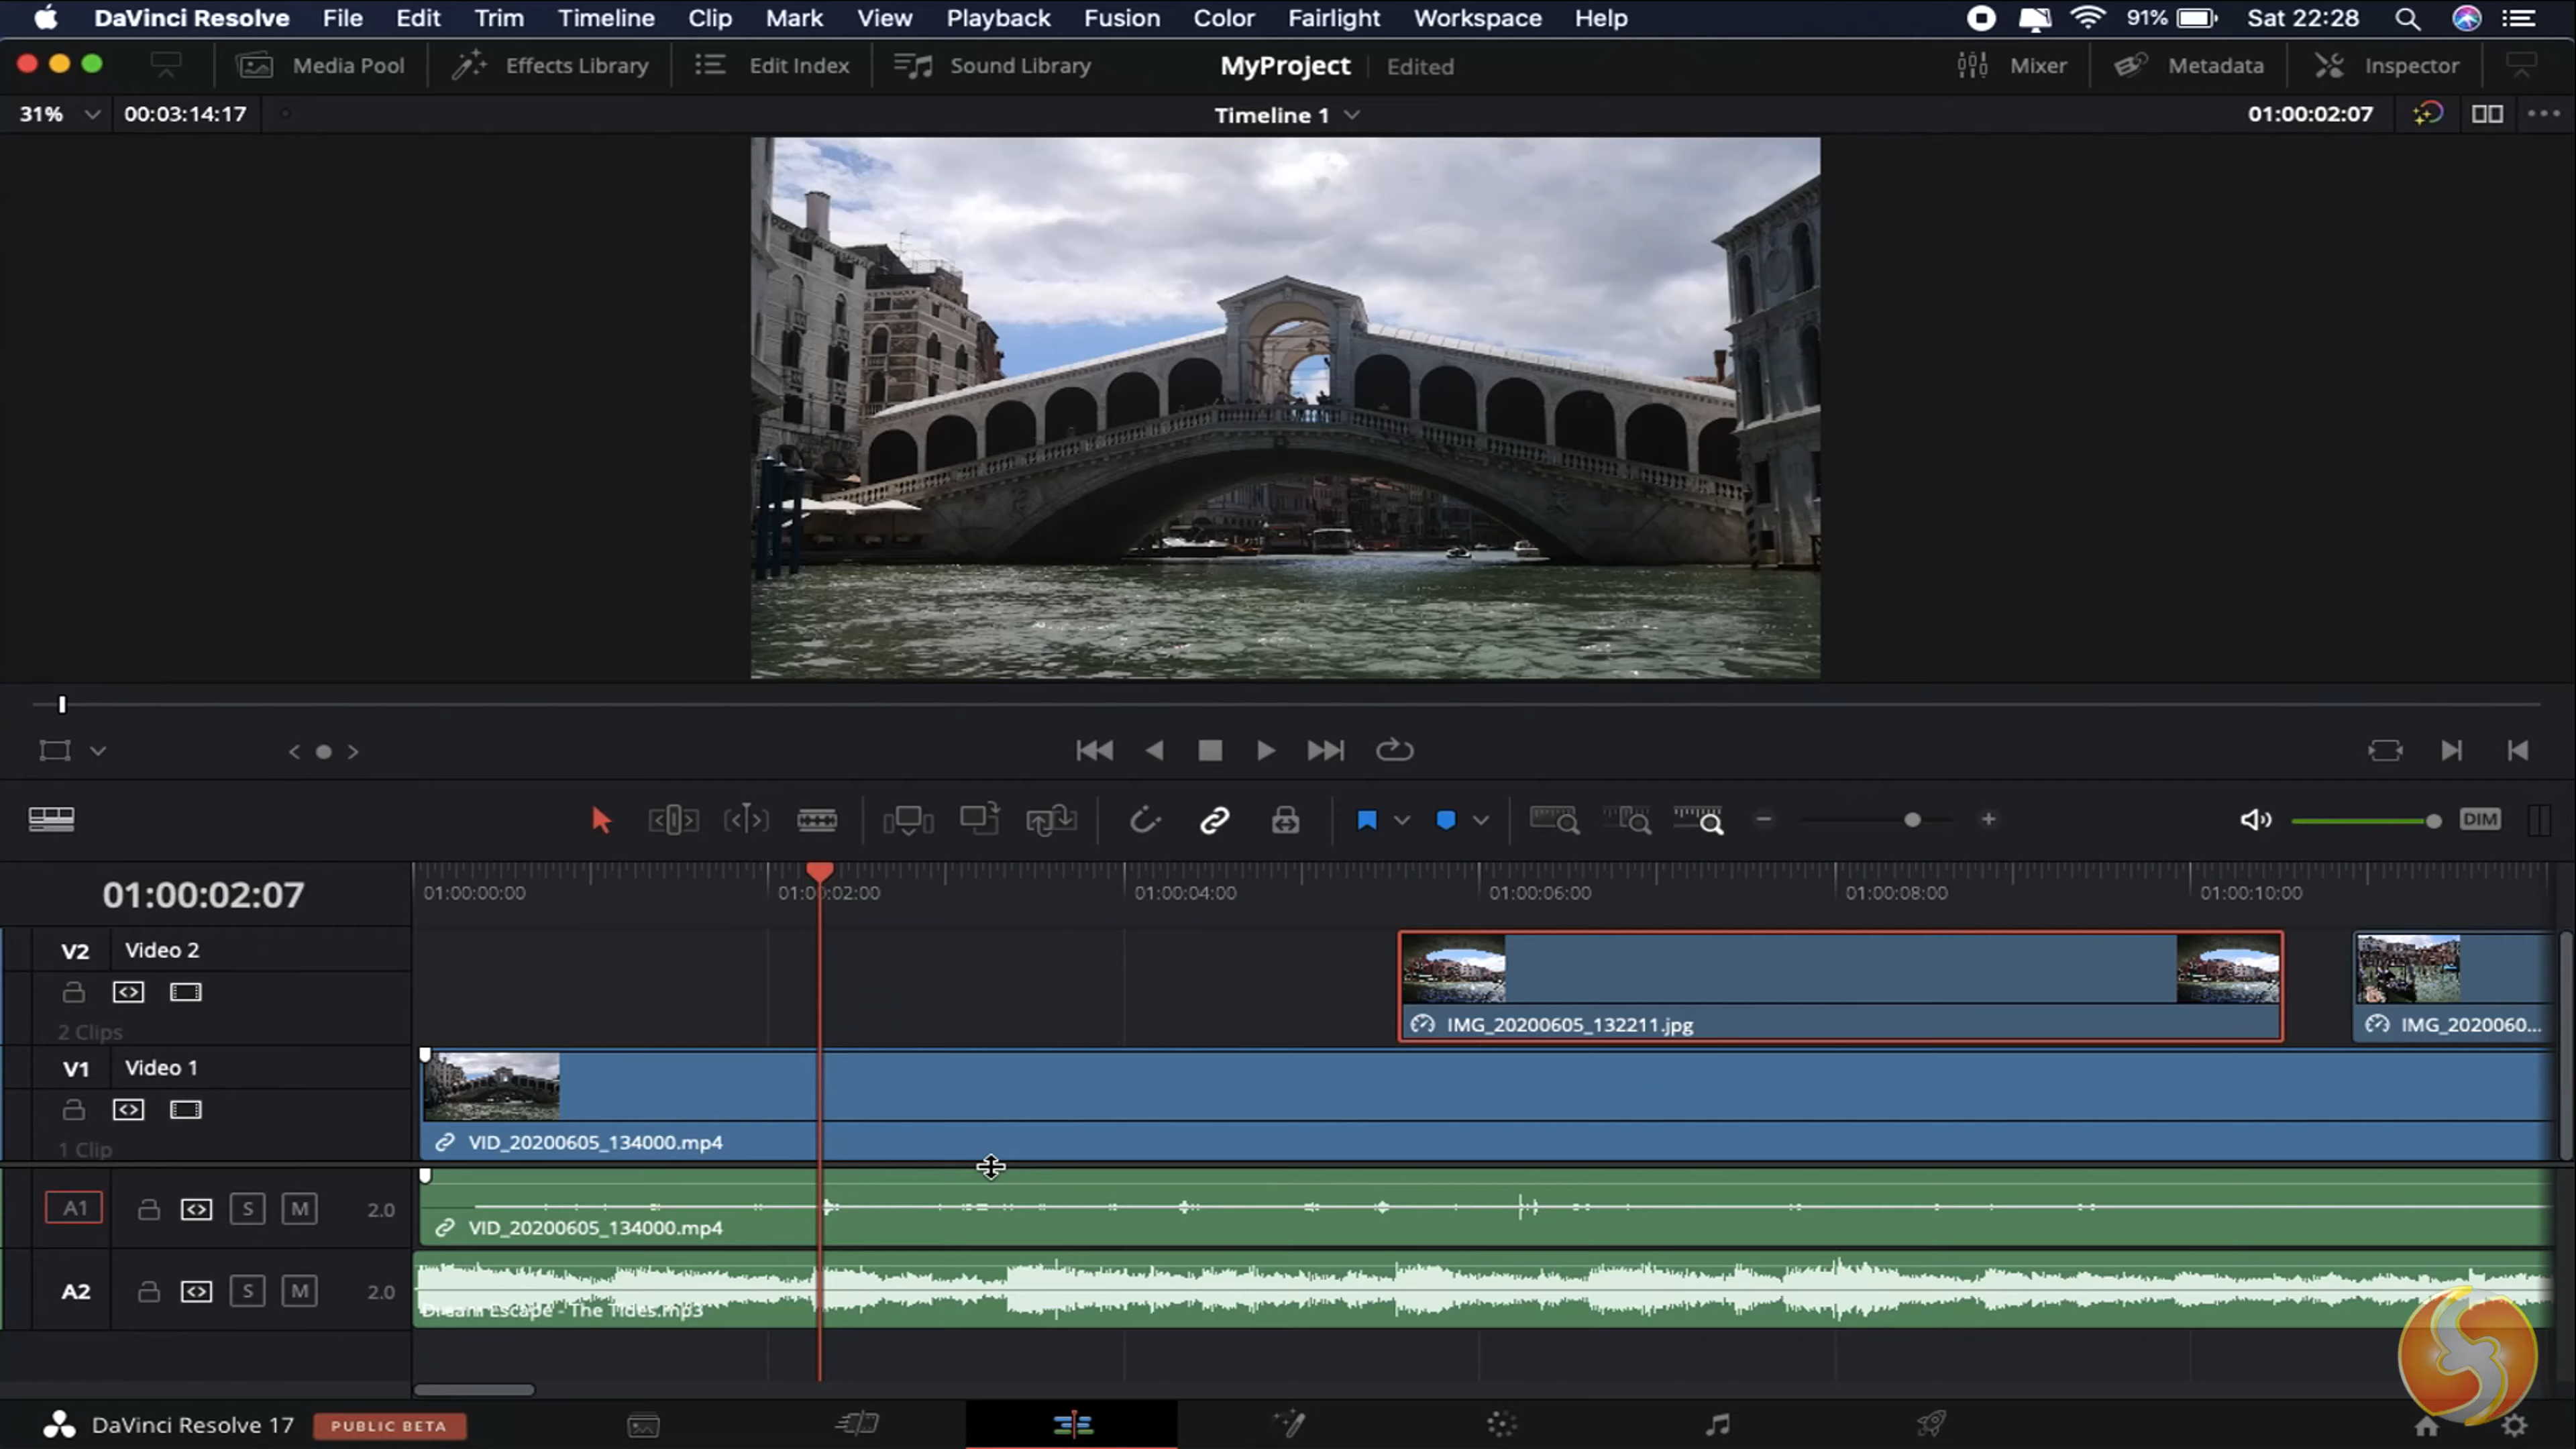 DaVinci Resolve File Edit Trim Timeline Clip Mark View Playback Fusion Color Fairlight Workspace Help 91% Sat 22:28
Media Pool Effects Library Edit Index Sound Library MyProject Edited Mixer Metadata Inspector
31% 00:03:14:17 Timeline 1 01:00:02:07
DIM
01:00:02:07 01:00:00:00 01:00:02:00 01:00:04:00 01:00:06:00 01:00:08:00 01:00:10:00
V2 Video 2
2 Clips IMG_20200605_132211.jpg IMG_2020060...
V1 Video 1
1 Clip VID_20200605_134000.mp4
A1 S M 2.0 VID_20200605_134000.mp4
A2 S M 2.0 Dream Escape - The Tides.mp3
DaVinci Resolve 17 PUBLIC BETA